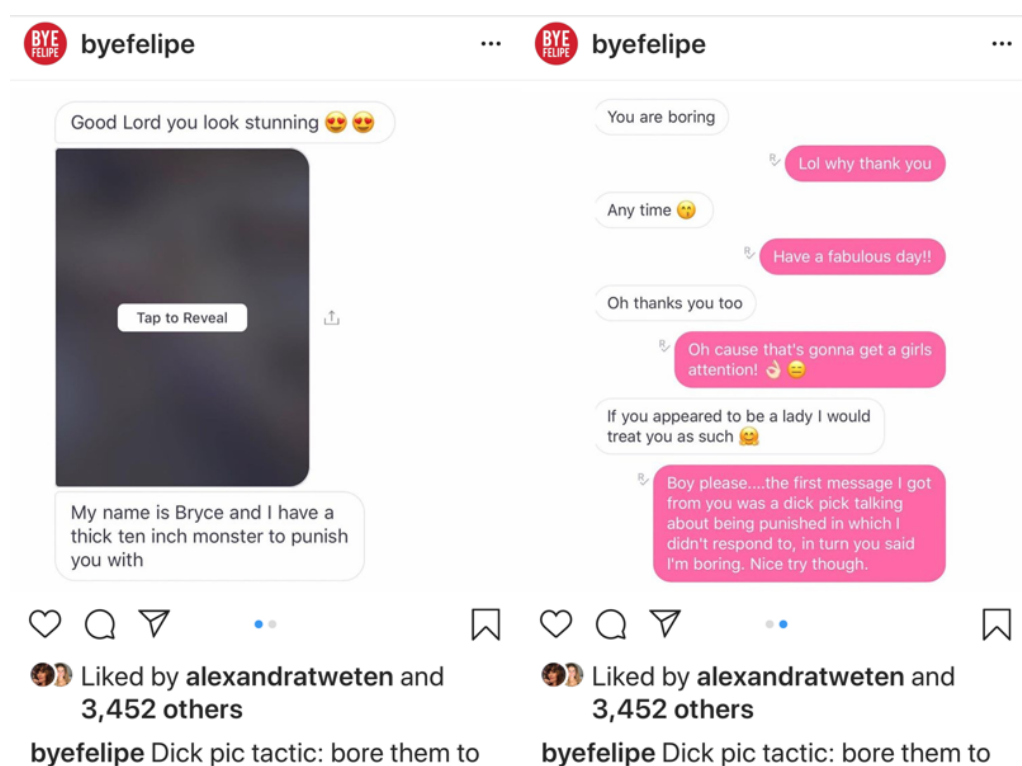 BYE
FELIPE
byefelipe
Good Lord you look stunning 😍 😍
Tap to Reveal
My name is Bryce and I have a
thick ten inch monster to punish
you with
Liked by alexandratweten and
3,452 others
byefelipe Dick pic tactic: bore them to
BYE
FELIPE
byefelipe
You are boring
R
Lol why thank you
Any time 😙
R
Have a fabulous day!!
Oh thanks you too
R
Oh cause that's gonna get a girls
attention! 👌🏻 😑
If you appeared to be a lady I would
treat you as such 🤗
R
Boy please....the first message I got
from you was a dick pick talking
about being punished in which I
didn't respond to, in turn you said
I'm boring. Nice try though.
Liked by alexandratweten and
3,452 others
byefelipe Dick pic tactic: bore them to